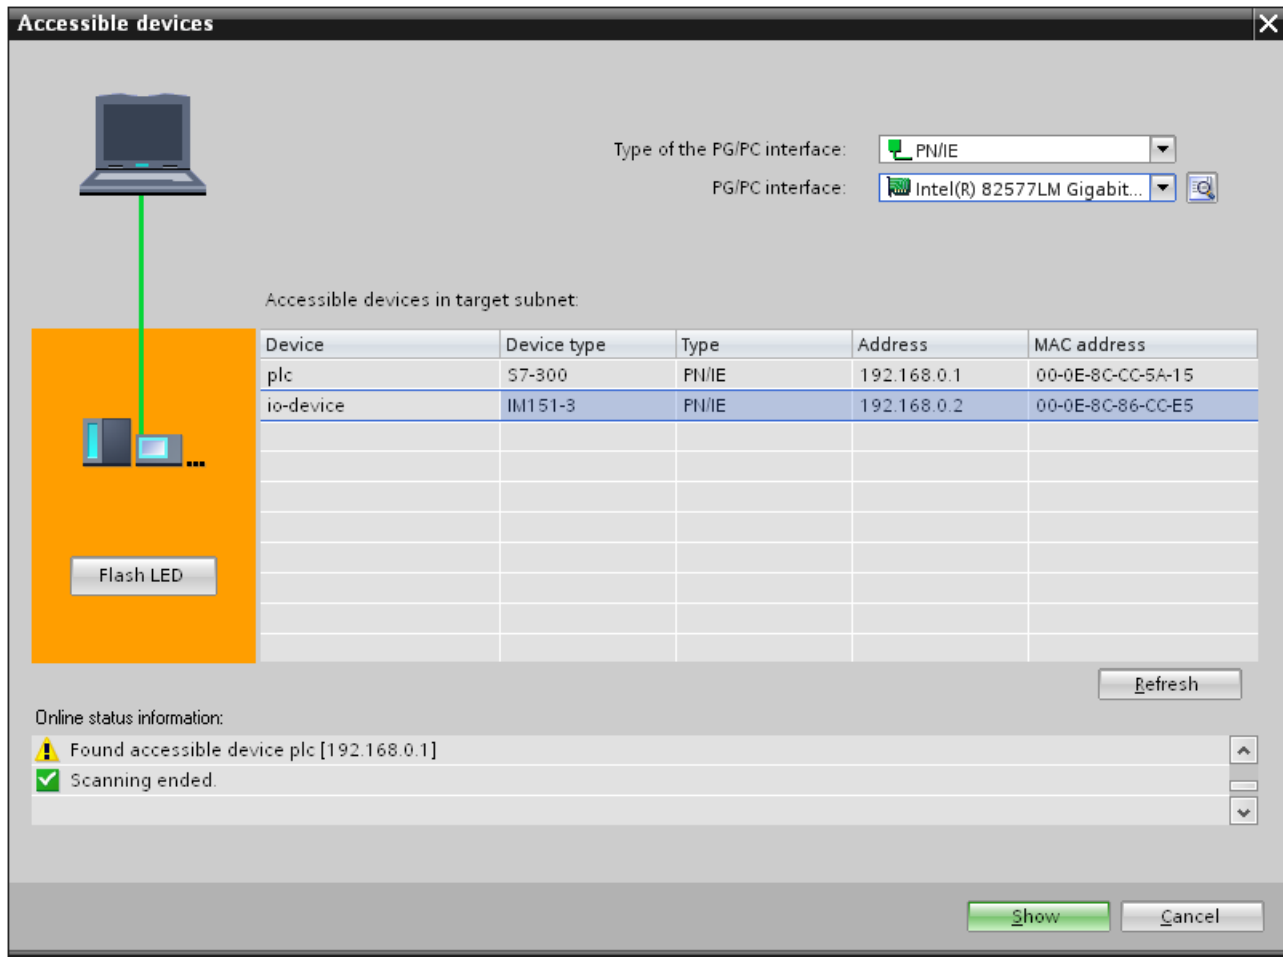 Accessible devices
Type of the PG/PC interface: PN/IE
PG/PC interface: Intel(R) 82577LM Gigabit...
Accessible devices in target subnet:
Device Device type Type Address MAC address
plc S7-300 PN/IE 192.168.0.1 00-0E-8C-CC-5A-15
io-device IM151-3 PN/IE 192.168.0.2 00-0E-8C-86-CC-E5
Flash LED
Refresh
Online status information:
Found accessible device plc [192.168.0.1]
Scanning ended.
Show Cancel